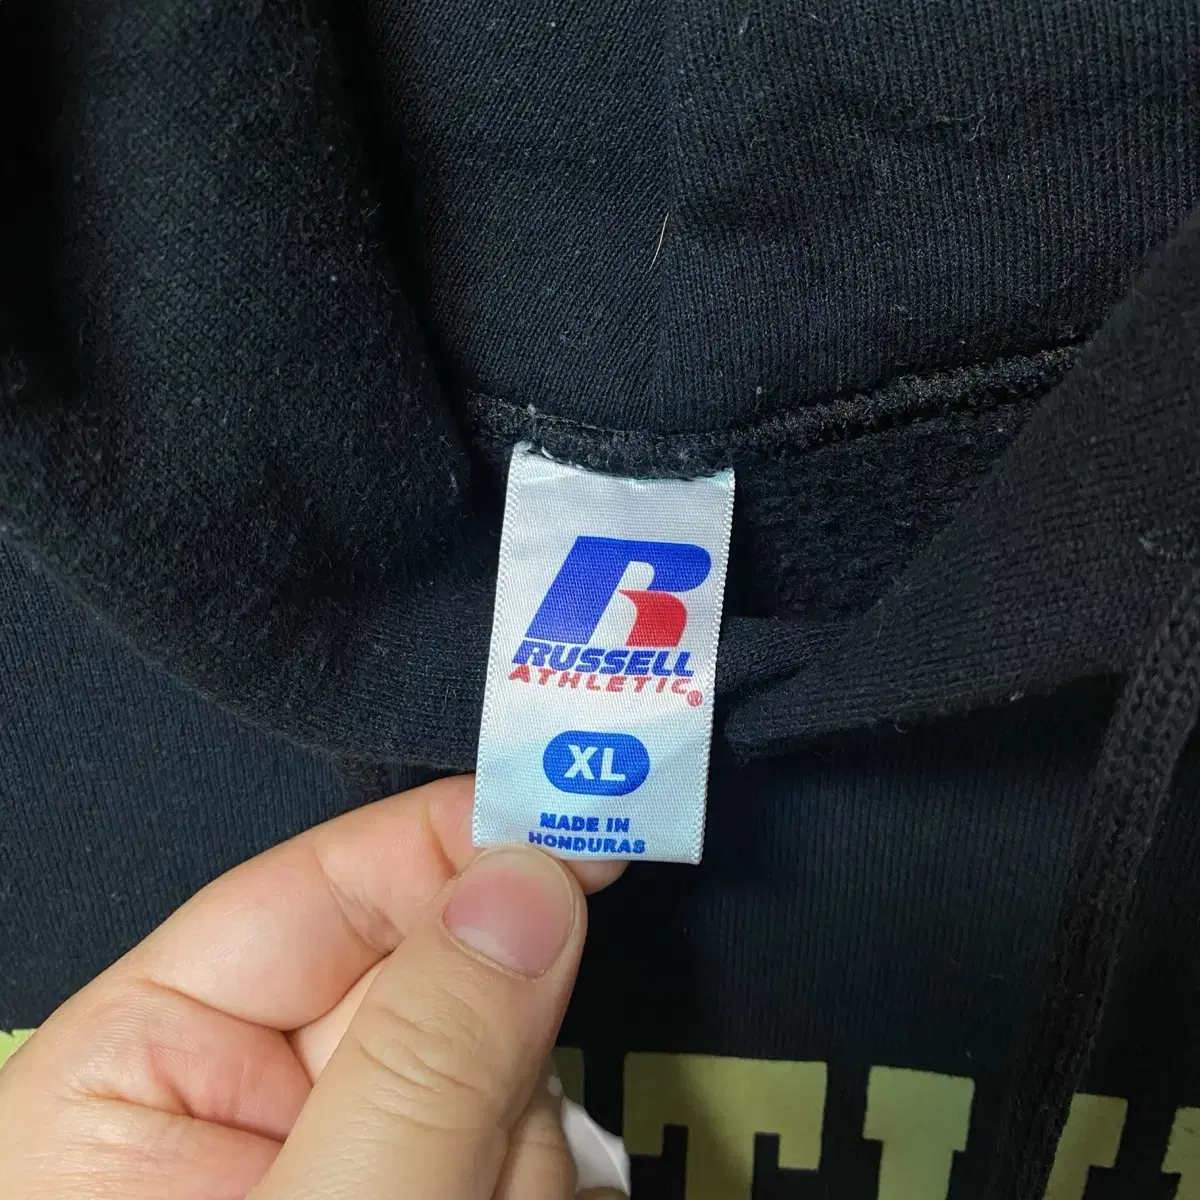 RUSSELL
ATHLETIC®
XL
MADE IN
HONDURAS